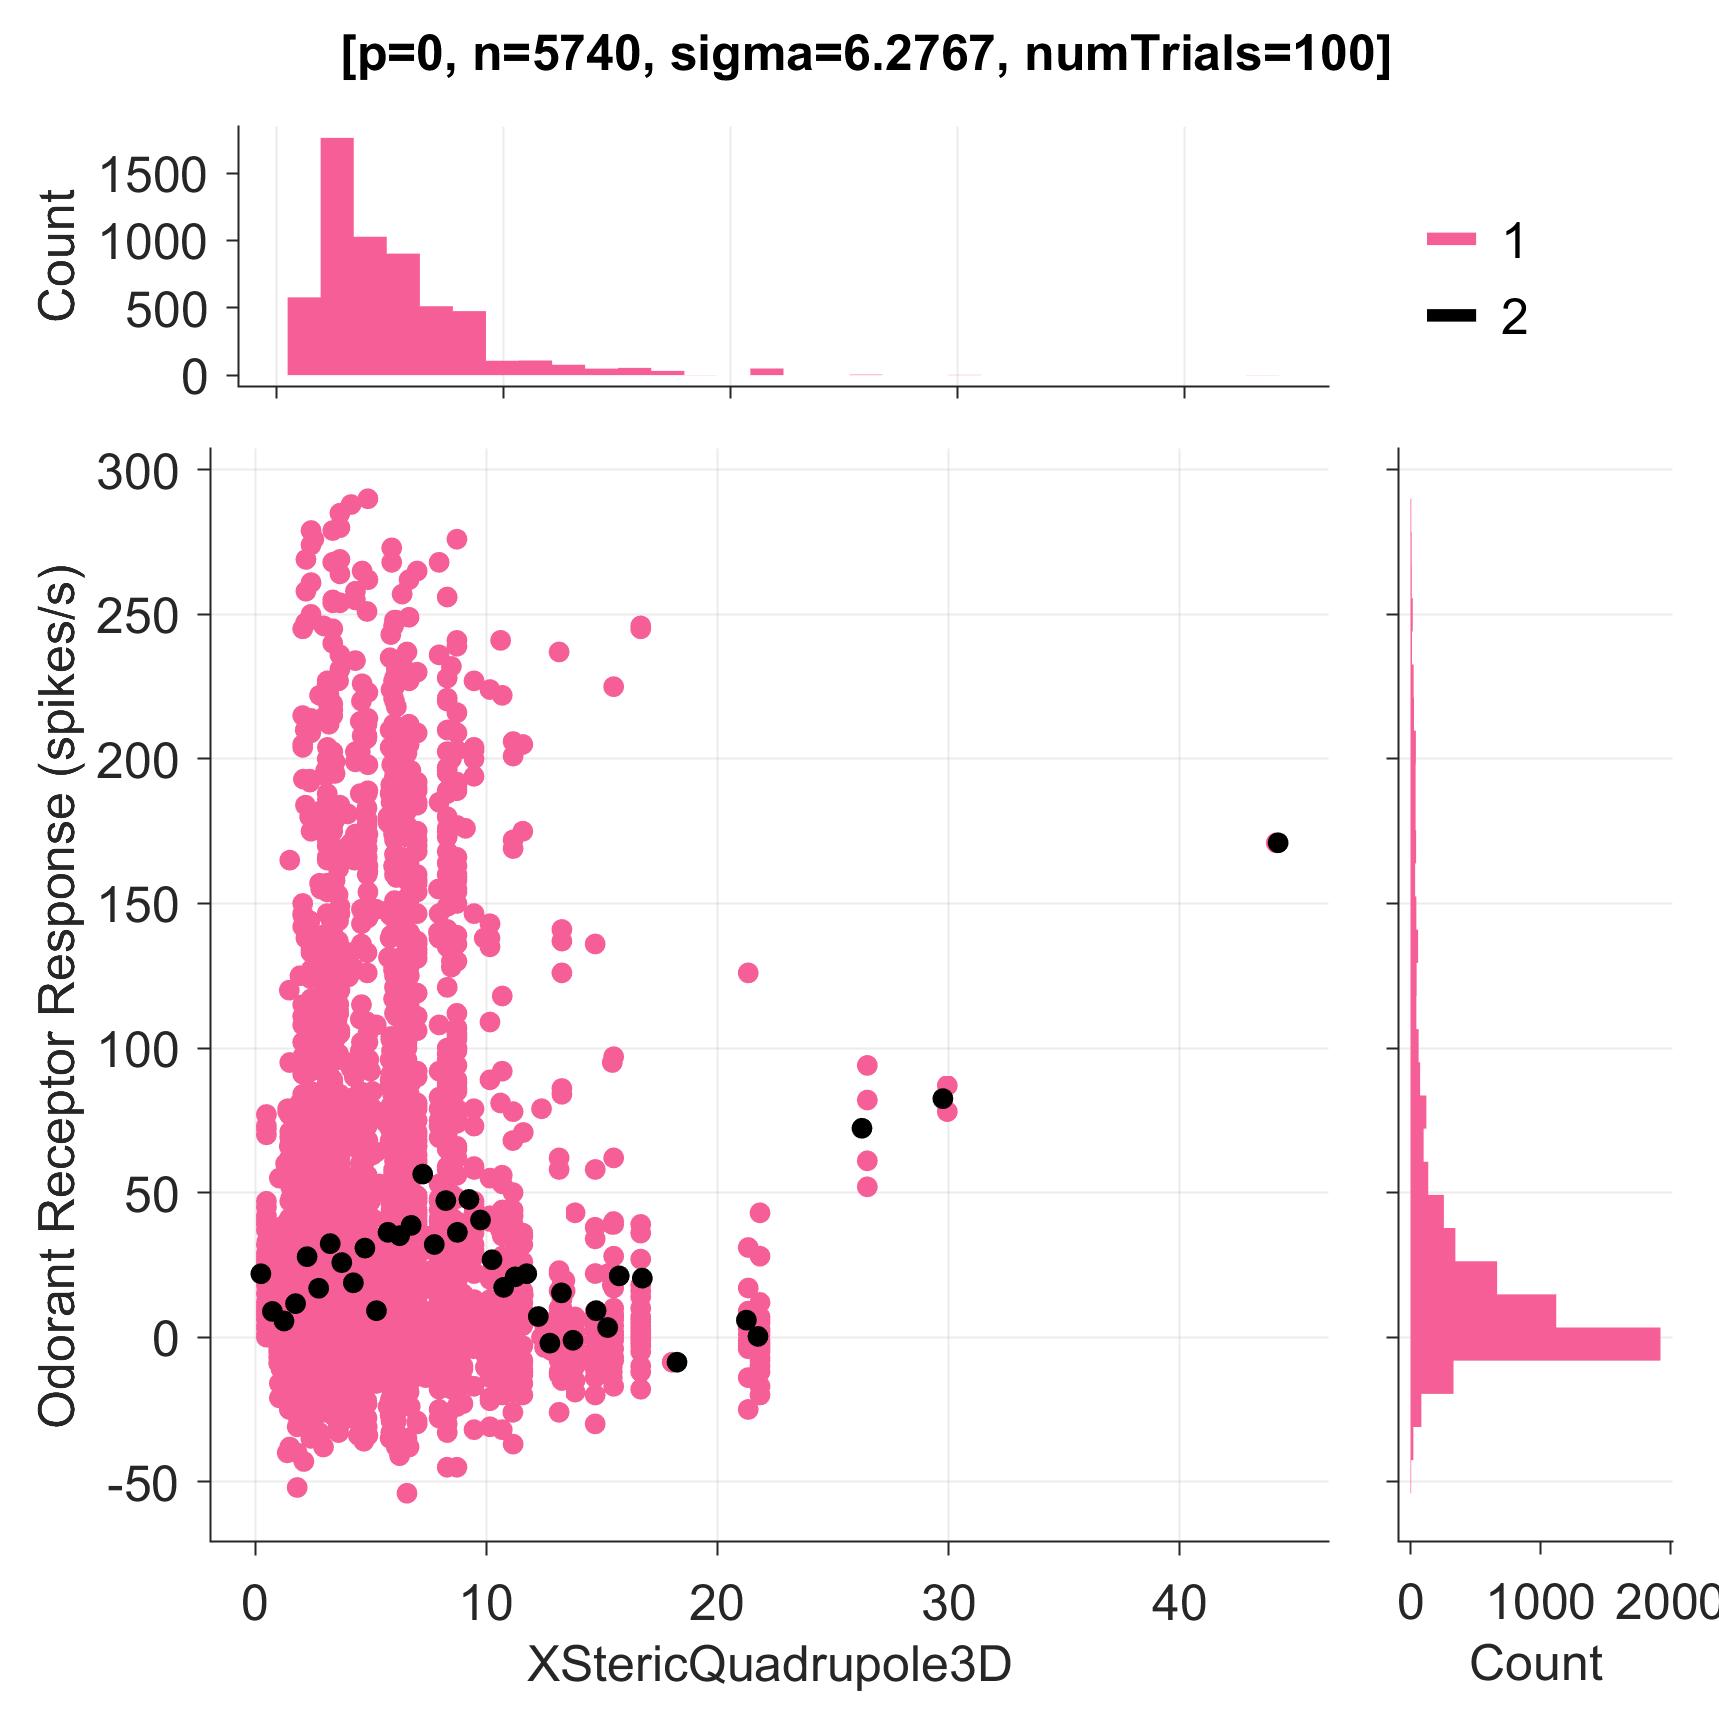 [p=0, n=5740, sigma=6.2767, numTrials=100]
Count
1500
1000
500
0
1
2
Odorant Receptor Response (spikes/s)
300
250
200
150
100
50
0
-50
0 10 20 30 40
XStericQuadrupole3D
0 1000 2000
Count